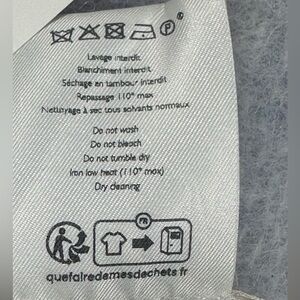 P
Lavage interdit
Blanchiment interdit
Séchage en tambour interdit
Repassage 110° max
Nettoyage à sec tous solvants normaux
Do not wash
Do not bleach
Do not tumble dry
Iron low heat (110° max)
Dry cleaning
FR
quefairedemesdechets.fr